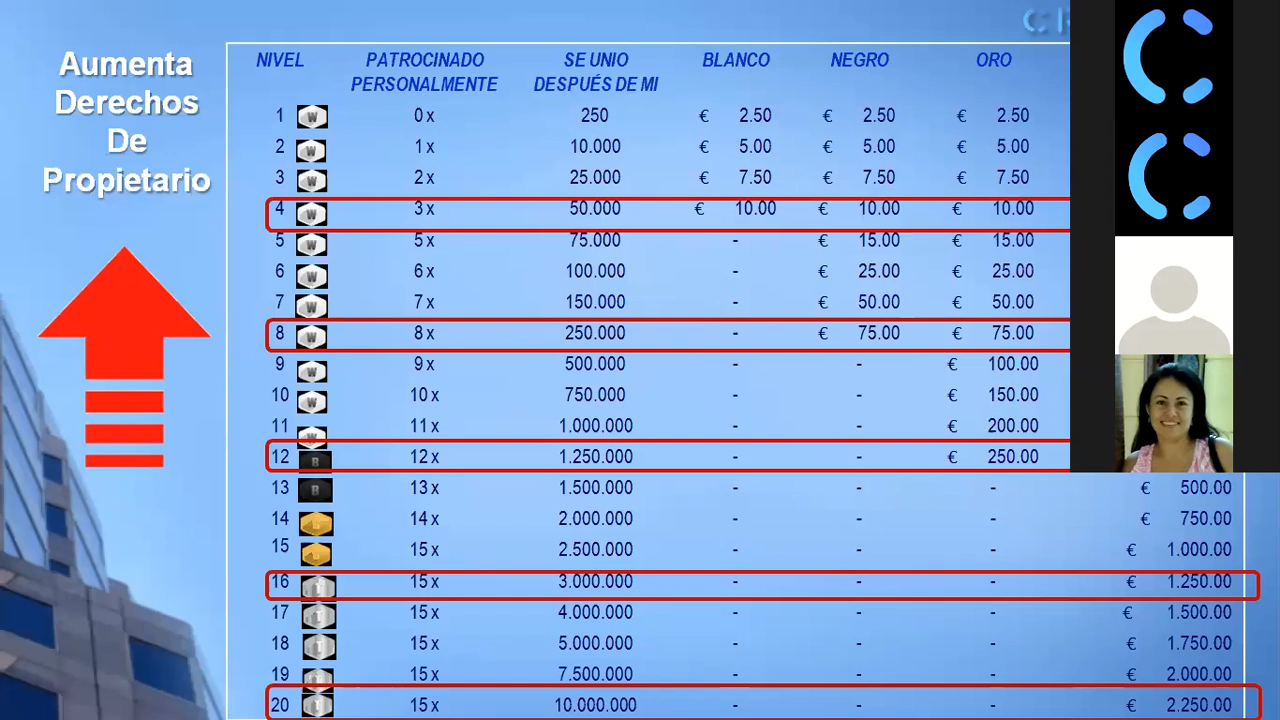 Aumenta
Derechos
De
Propietario
NIVEL PATROCINADO PERSONALMENTE SE UNIO DESPUÉS DE MI BLANCO NEGRO ORO
1 W 0 x 250 € 2.50 € 2.50 € 2.50
2 W 1 x 10.000 € 5.00 € 5.00 € 5.00
3 W 2 x 25.000 € 7.50 € 7.50 € 7.50
4 W 3 x 50.000 € 10.00 € 10.00 € 10.00
5 W 5 x 75.000 - € 15.00 € 15.00
6 W 6 x 100.000 - € 25.00 € 25.00
7 W 7 x 150.000 - € 50.00 € 50.00
8 W 8 x 250.000 - € 75.00 € 75.00
9 W 9 x 500.000 - - € 100.00
10 W 10 x 750.000 - - € 150.00
11 W 11 x 1.000.000 - - € 200.00
12 B 12 x 1.250.000 - - € 250.00
13 B 13 x 1.500.000 - - - € 500.00
14 14 x 2.000.000 - - - € 750.00
15 15 x 2.500.000 - - - € 1.000.00
16 15 x 3.000.000 - - - € 1.250.00
17 T 15 x 4.000.000 - - - € 1.500.00
18 T 15 x 5.000.000 - - - € 1.750.00
19 T 15 x 7.500.000 - - - € 2.000.00
20 T 15 x 10.000.000 - - - € 2.250.00